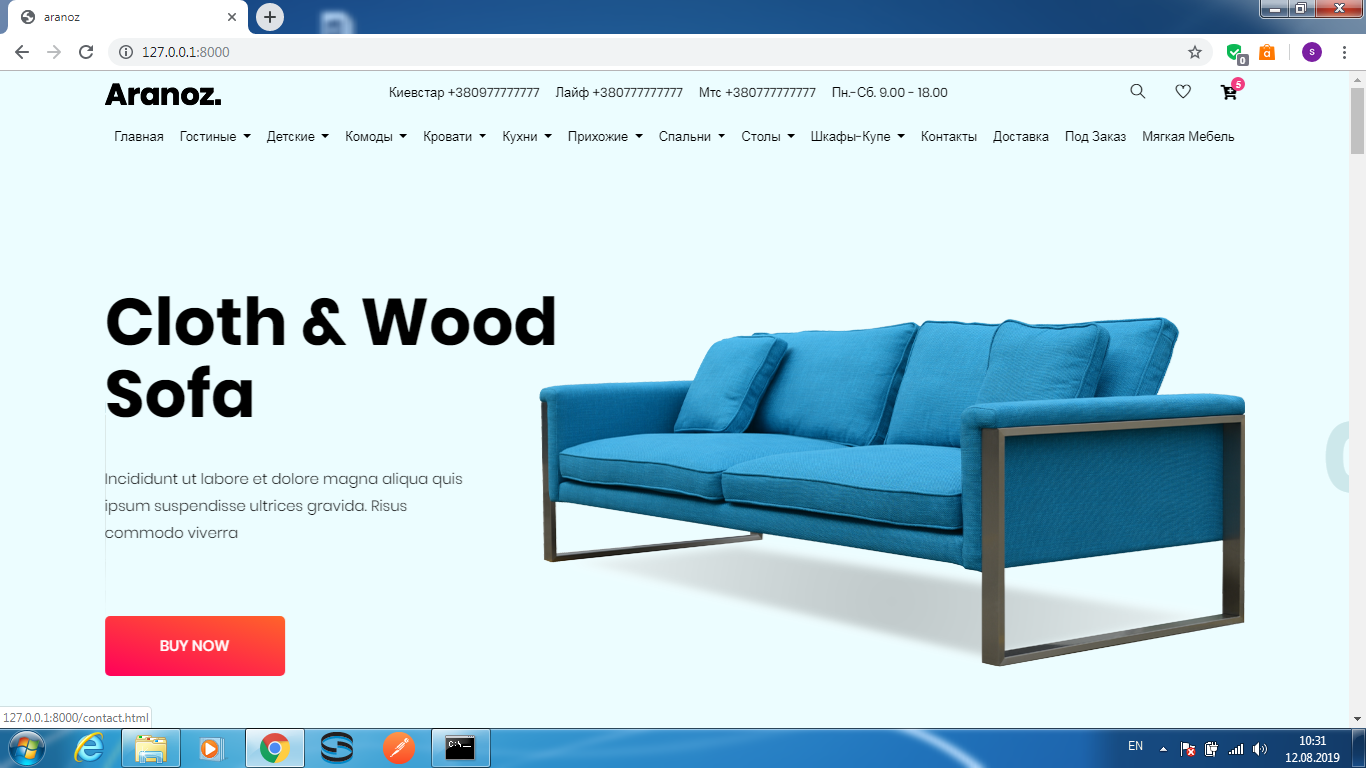 aranoz
127.0.0.1:8000
S
0
a
Aranoz.
Киевстар +380977777777 Лайф +380777777777 Мтс +380777777777 Пн.-Сб. 9.00 - 18.00
5
Главная Гостиные Детские Комоды Кровати Кухни Прихожие Спальни Столы Шкафы-Купе Контакты Доставка Под Заказ Мягкая Мебель
Cloth & Wood
Sofa
Incididunt ut labore et dolore magna aliqua quis
ipsum suspendisse ultrices gravida. Risus
commodo viverra
BUY NOW
127.0.0.1:8000/contact.html
C:\_
EN
10:31
12.08.2019